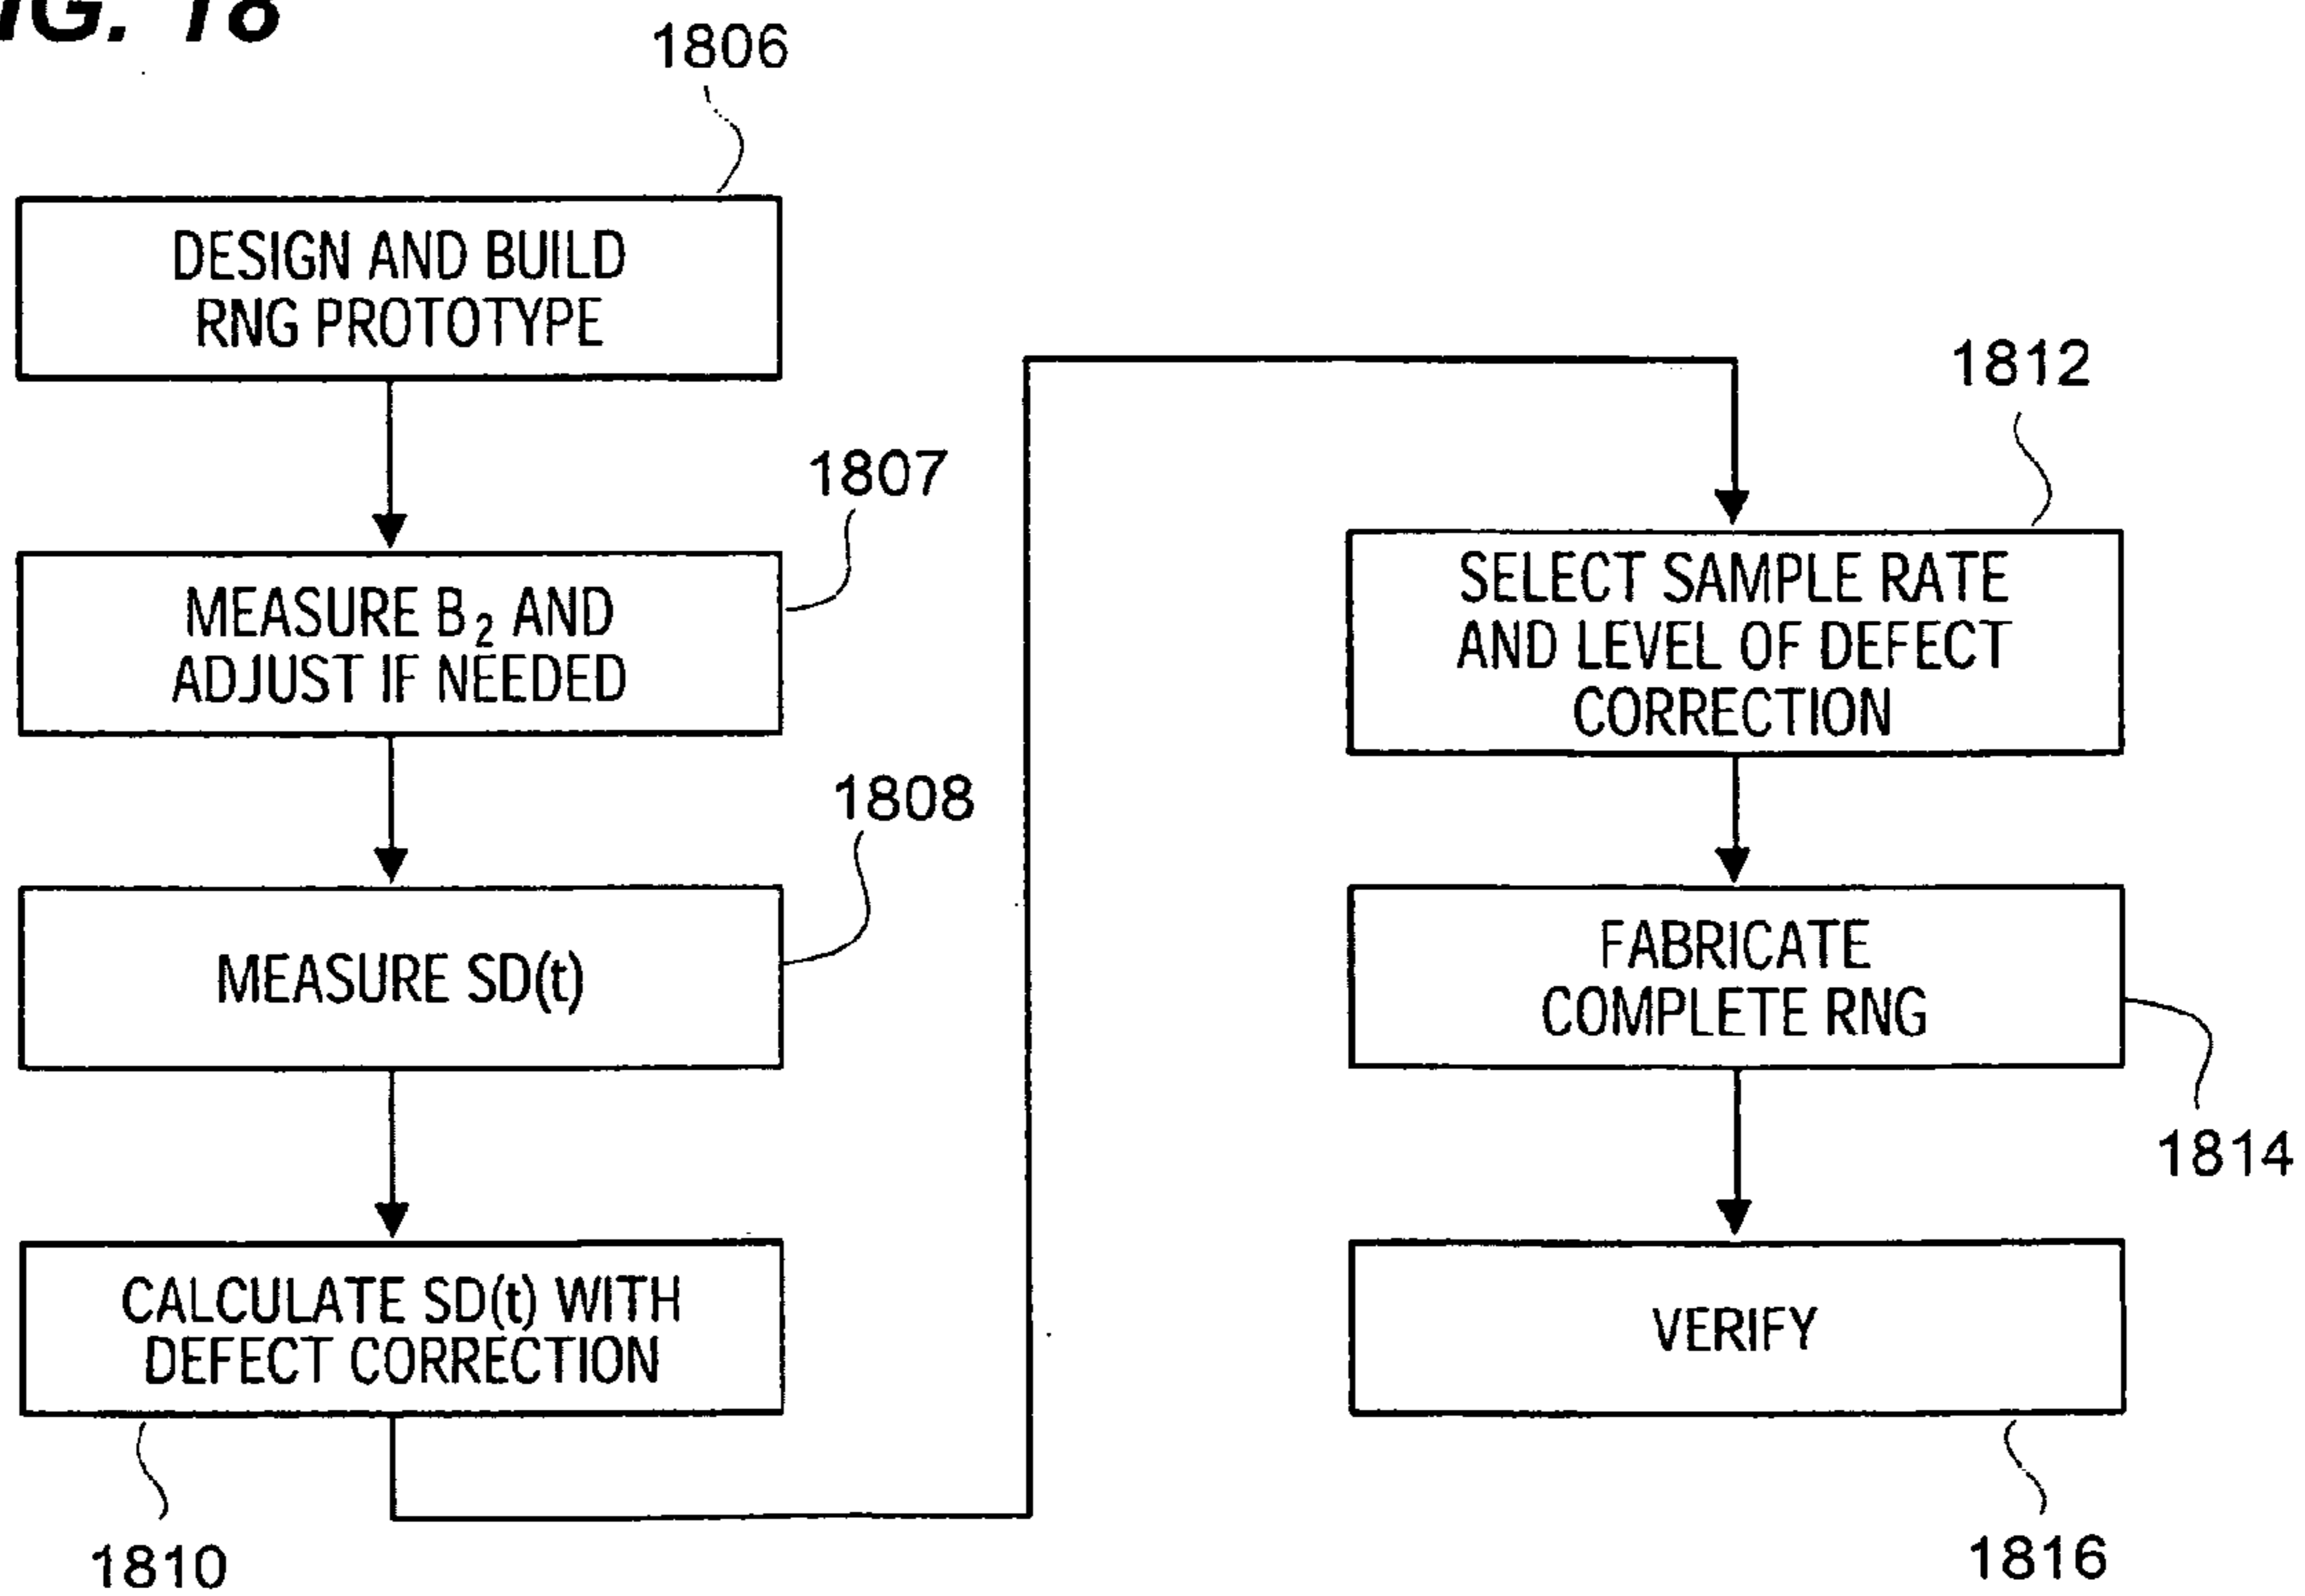 FIG. 18
1806
DESIGN AND BUILD
RNG PROTOTYPE
1807
MEASURE B2 AND
ADJUST IF NEEDED
1808
MEASURE SD(t)
CALCULATE SD(t) WITH
DEFECT CORRECTION
1810
1812
SELECT SAMPLE RATE
AND LEVEL OF DEFECT
CORRECTION
FABRICATE
COMPLETE RNG
1814
VERIFY
1816